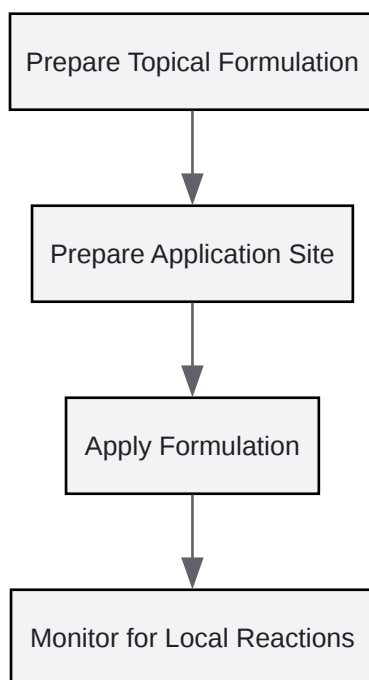 Prepare Topical Formulation
Prepare Application Site
Apply Formulation
Monitor for Local Reactions